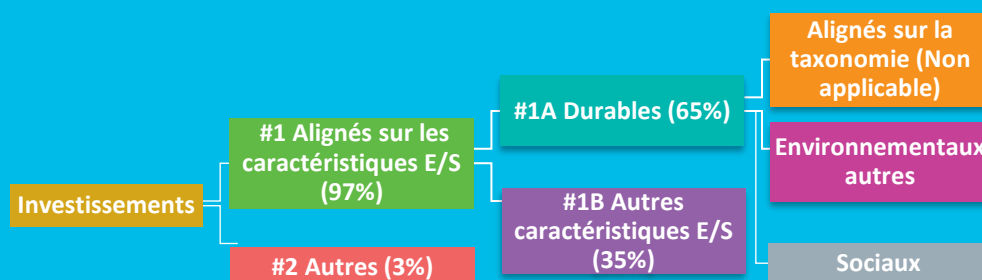 Investissements
#1 Alignés sur les
caractéristiques E/S
(97%)
#2 Autres (3%)
#1A Durables (65%)
#1B Autres
caractéristiques E/S
(35%)
Alignés sur la
taxonomie (Non
applicable)
Environnementaux
autres
Sociaux